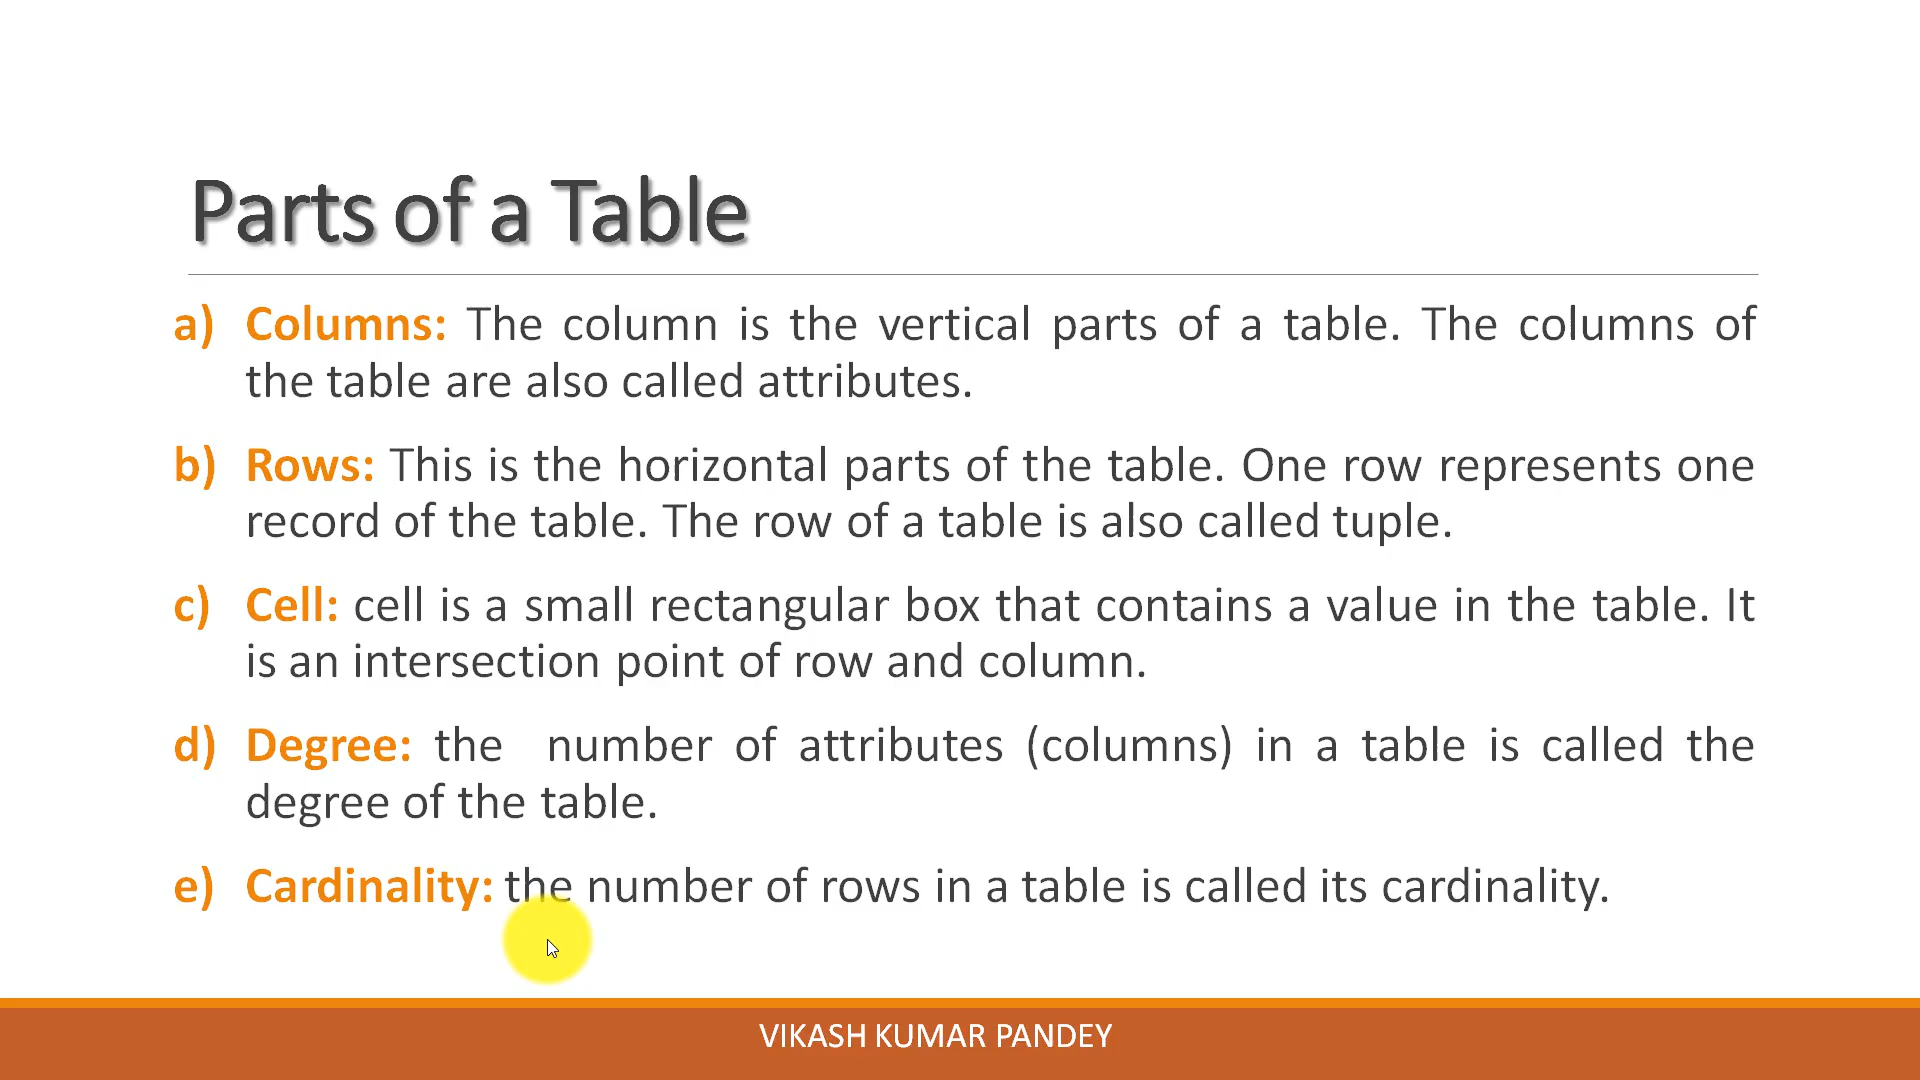 Parts of a Table
a) Columns: The column is the vertical parts of a table. The columns of
the table are also called attributes.
b) Rows: This is the horizontal parts of the table. One row represents one
record of the table. The row of a table is also called tuple.
c) Cell: cell is a small rectangular box that contains a value in the table. It
is an intersection point of row and column.
d) Degree: the number of attributes (columns) in a table is called the
degree of the table.
e) Cardinality: the number of rows in a table is called its cardinality.
VIKASH KUMAR PANDEY